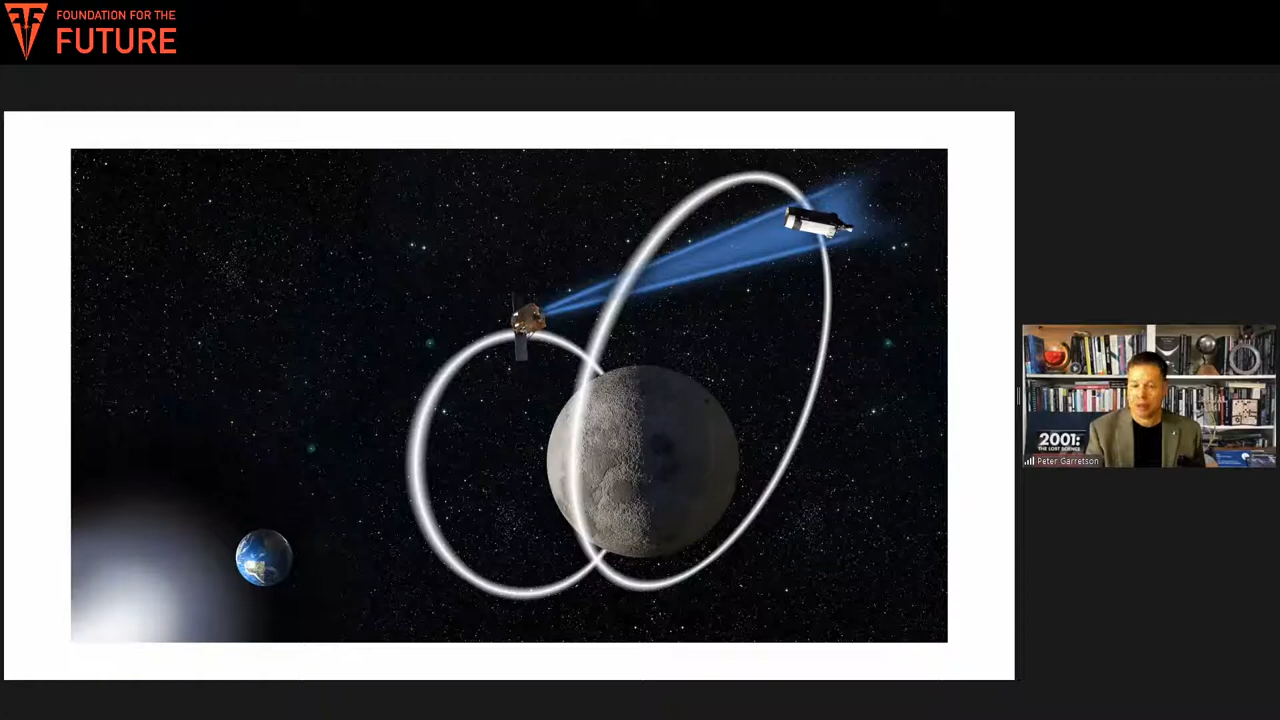 FOUNDATION FOR THE
FUTURE
2001:
THE LOST SCIENCE
Peter Garretson